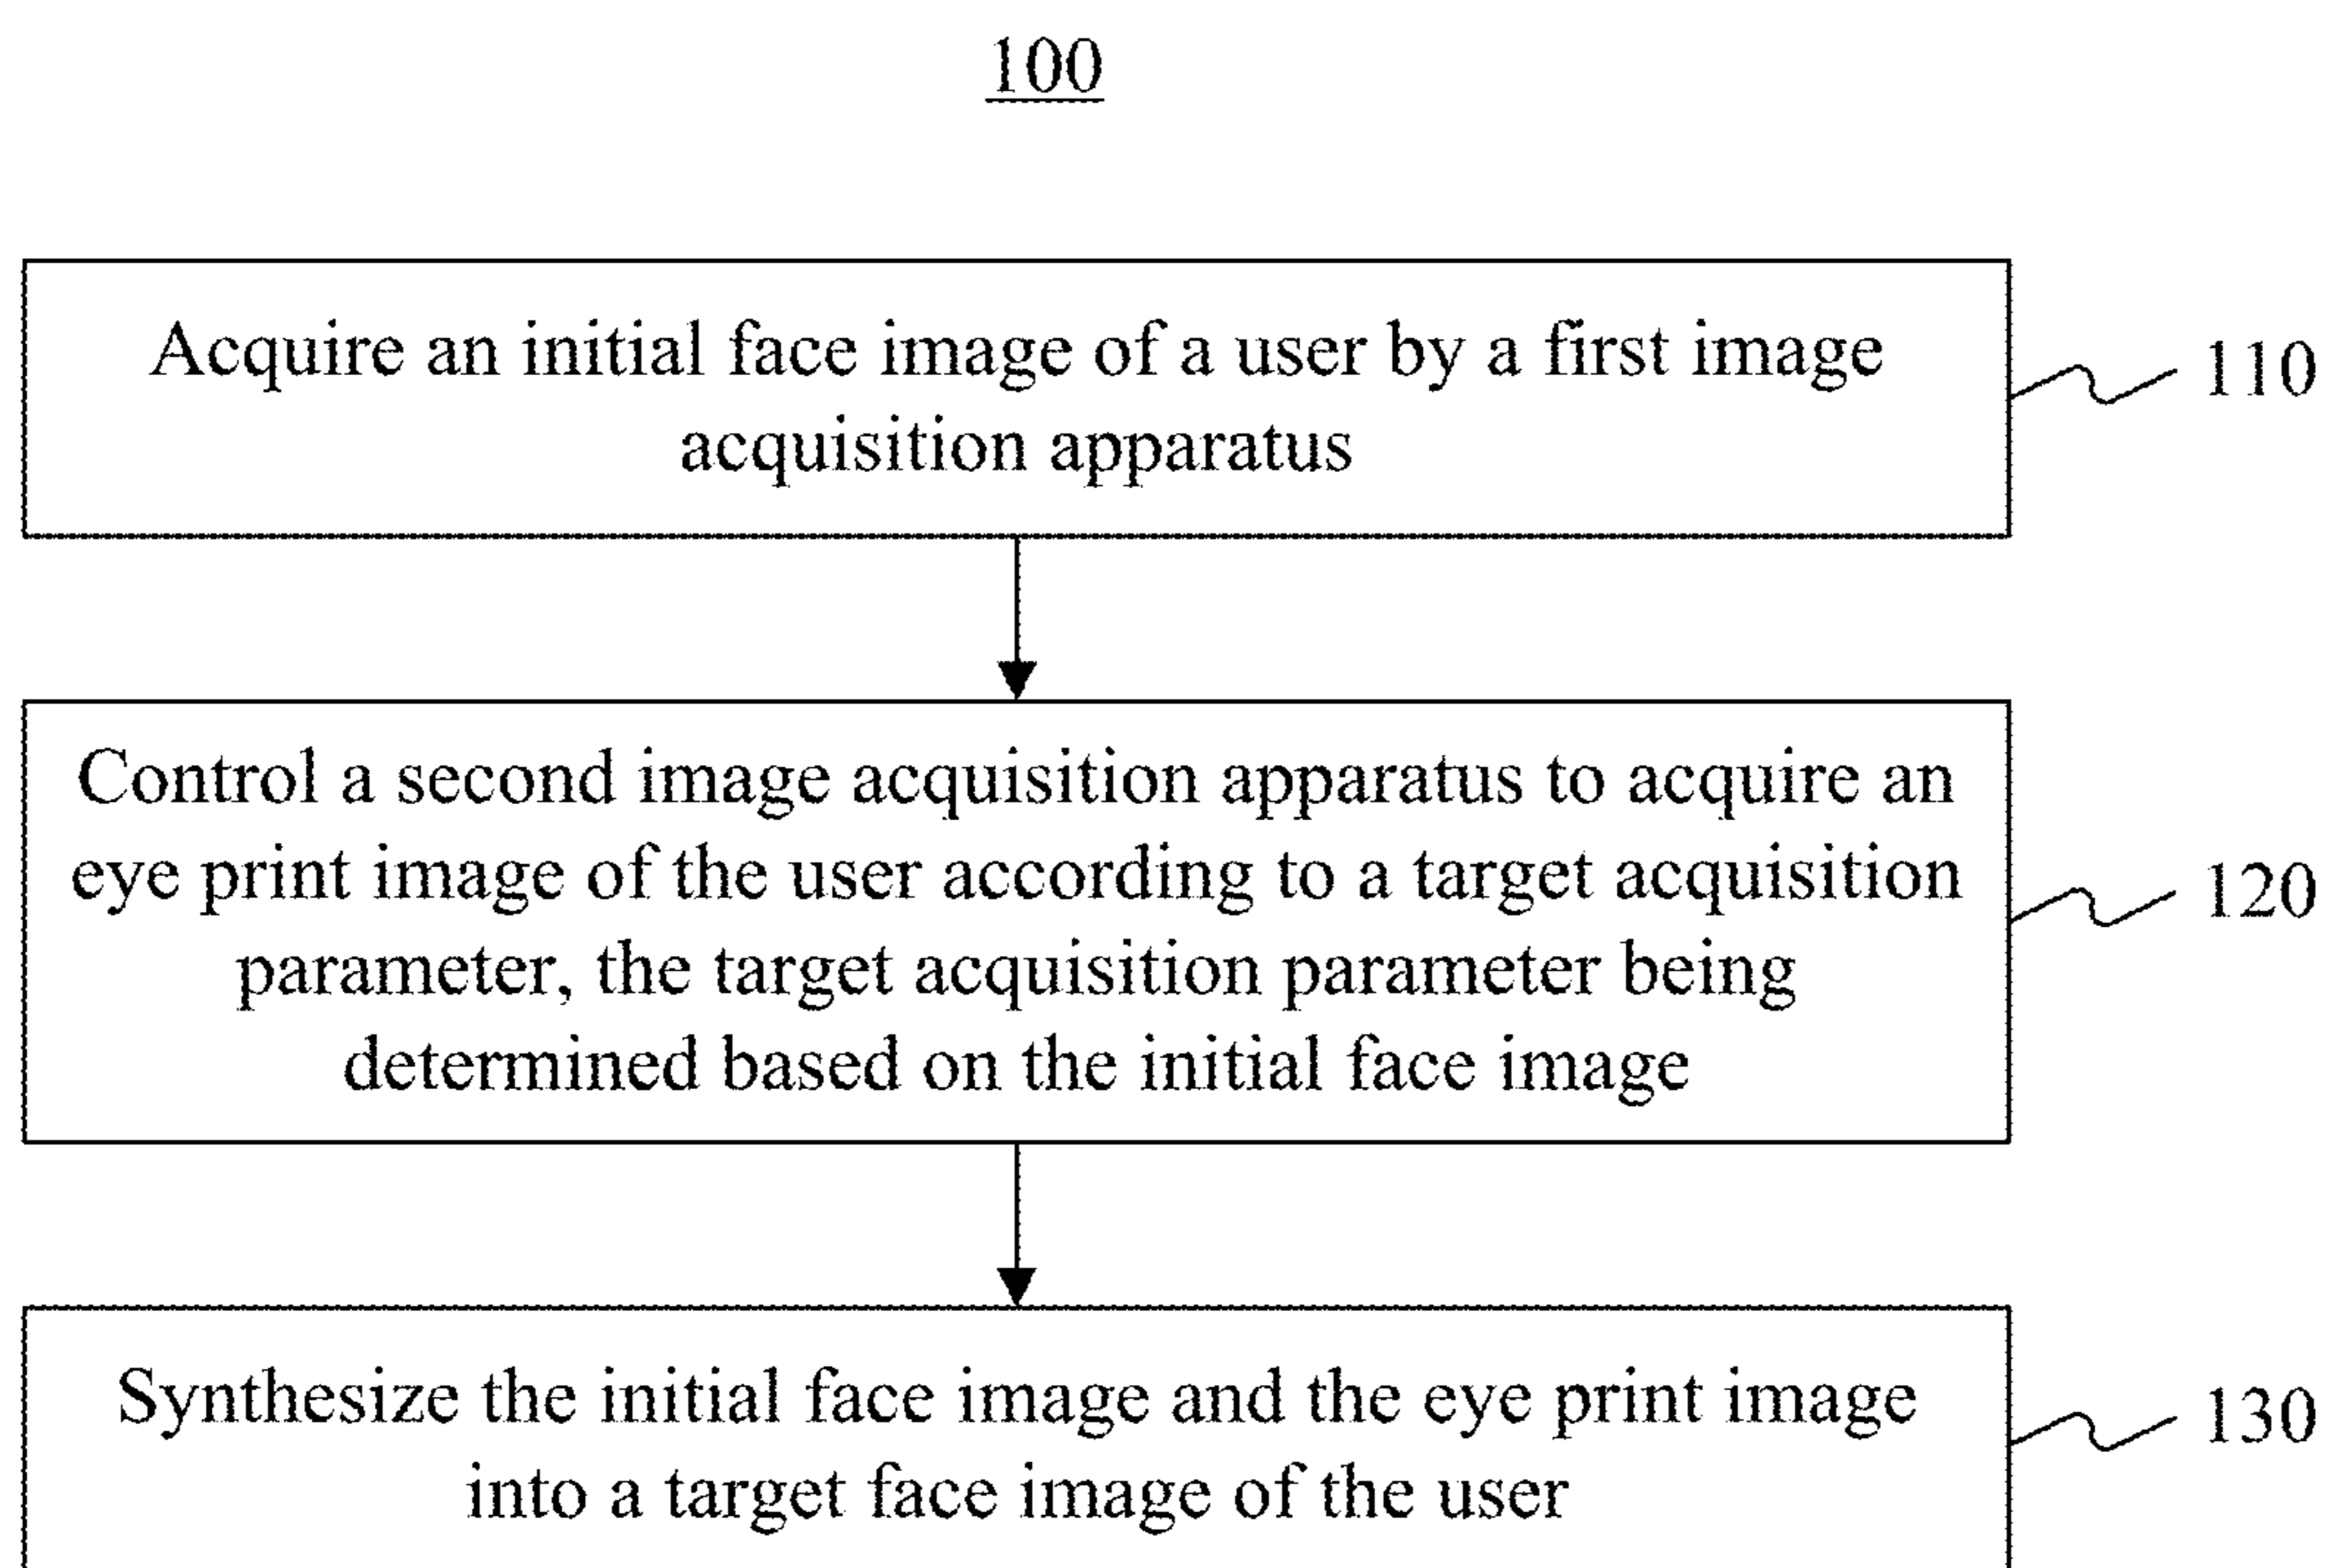 100
Acquire an initial face image of a user by a first image
acquisition apparatus
110
Control a second image acquisition apparatus to acquire an
eye print image of the user according to a target acquisition
parameter, the target acquisition parameter being
determined based on the initial face image
120
Synthesize the initial face image and the eye print image
into a target face image of the user
130